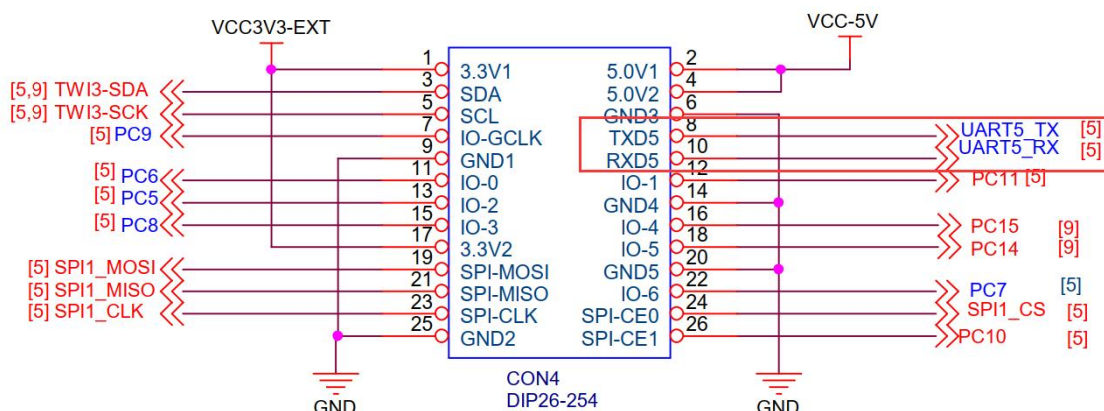 VCC3V3-EXT VCC-5V
1 3.3V1 5.0V1 2
[5,9] TWI3-SDA 3 SDA 5.0V2 4
[5,9] TWI3-SCK 5 SCL GND3 6
[5] PC9 7 IO-GCLK TXD5 8 UART5_TX [5]
9 GND1 RXD5 10 UART5_RX [5]
[5] PC6 11 IO-0 IO-1 12 PC11 [5]
[5] PC5 13 IO-2 GND4 14
[5] PC8 15 IO-3 IO-4 16 PC15 [9]
17 3.3V2 IO-5 18 PC14 [9]
[5] SPI1_MOSI 19 SPI-MOSI GND5 20
[5] SPI1_MISO 21 SPI-MISO IO-6 22 PC7 [5]
[5] SPI1_CLK 23 SPI-CLK SPI-CE0 24 SPI1_CS [5]
25 GND2 SPI-CE1 26 PC10 [5]
CON4
DIP26-254
GND GND